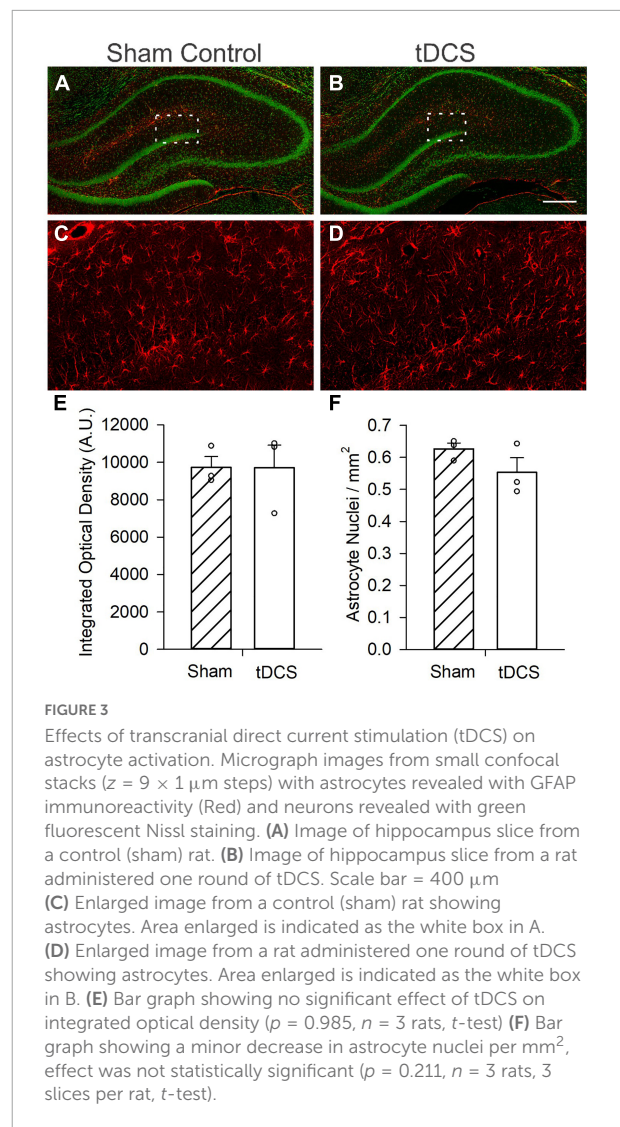 Sham Control
tDCS
A
B
C
D
E
F
Integrated Optical Density (A.U.)
12000
10000
8000
6000
4000
2000
0
Sham
tDCS
Astrocyte Nuclei / mm²
0.7
0.6
0.5
0.4
0.3
0.2
0.1
0.0
Sham
tDCS
FIGURE 3
Effects of transcranial direct current stimulation (tDCS) on
astrocyte activation. Micrograph images from small confocal
stacks (z = 9 × 1 μm steps) with astrocytes revealed with GFAP
immunoreactivity (Red) and neurons revealed with green
fluorescent Nissl staining. (A) Image of hippocampus slice from
a control (sham) rat. (B) Image of hippocampus slice from a rat
administered one round of tDCS. Scale bar = 400 μm
(C) Enlarged image from a control (sham) rat showing
astrocytes. Area enlarged is indicated as the white box in A.
(D) Enlarged image from a rat administered one round of tDCS
showing astrocytes. Area enlarged is indicated as the white box
in B. (E) Bar graph showing no significant effect of tDCS on
integrated optical density (p = 0.985, n = 3 rats, t-test) (F) Bar
graph showing a minor decrease in astrocyte nuclei per mm²,
effect was not statistically significant (p = 0.211, n = 3 rats, 3
slices per rat, t-test).